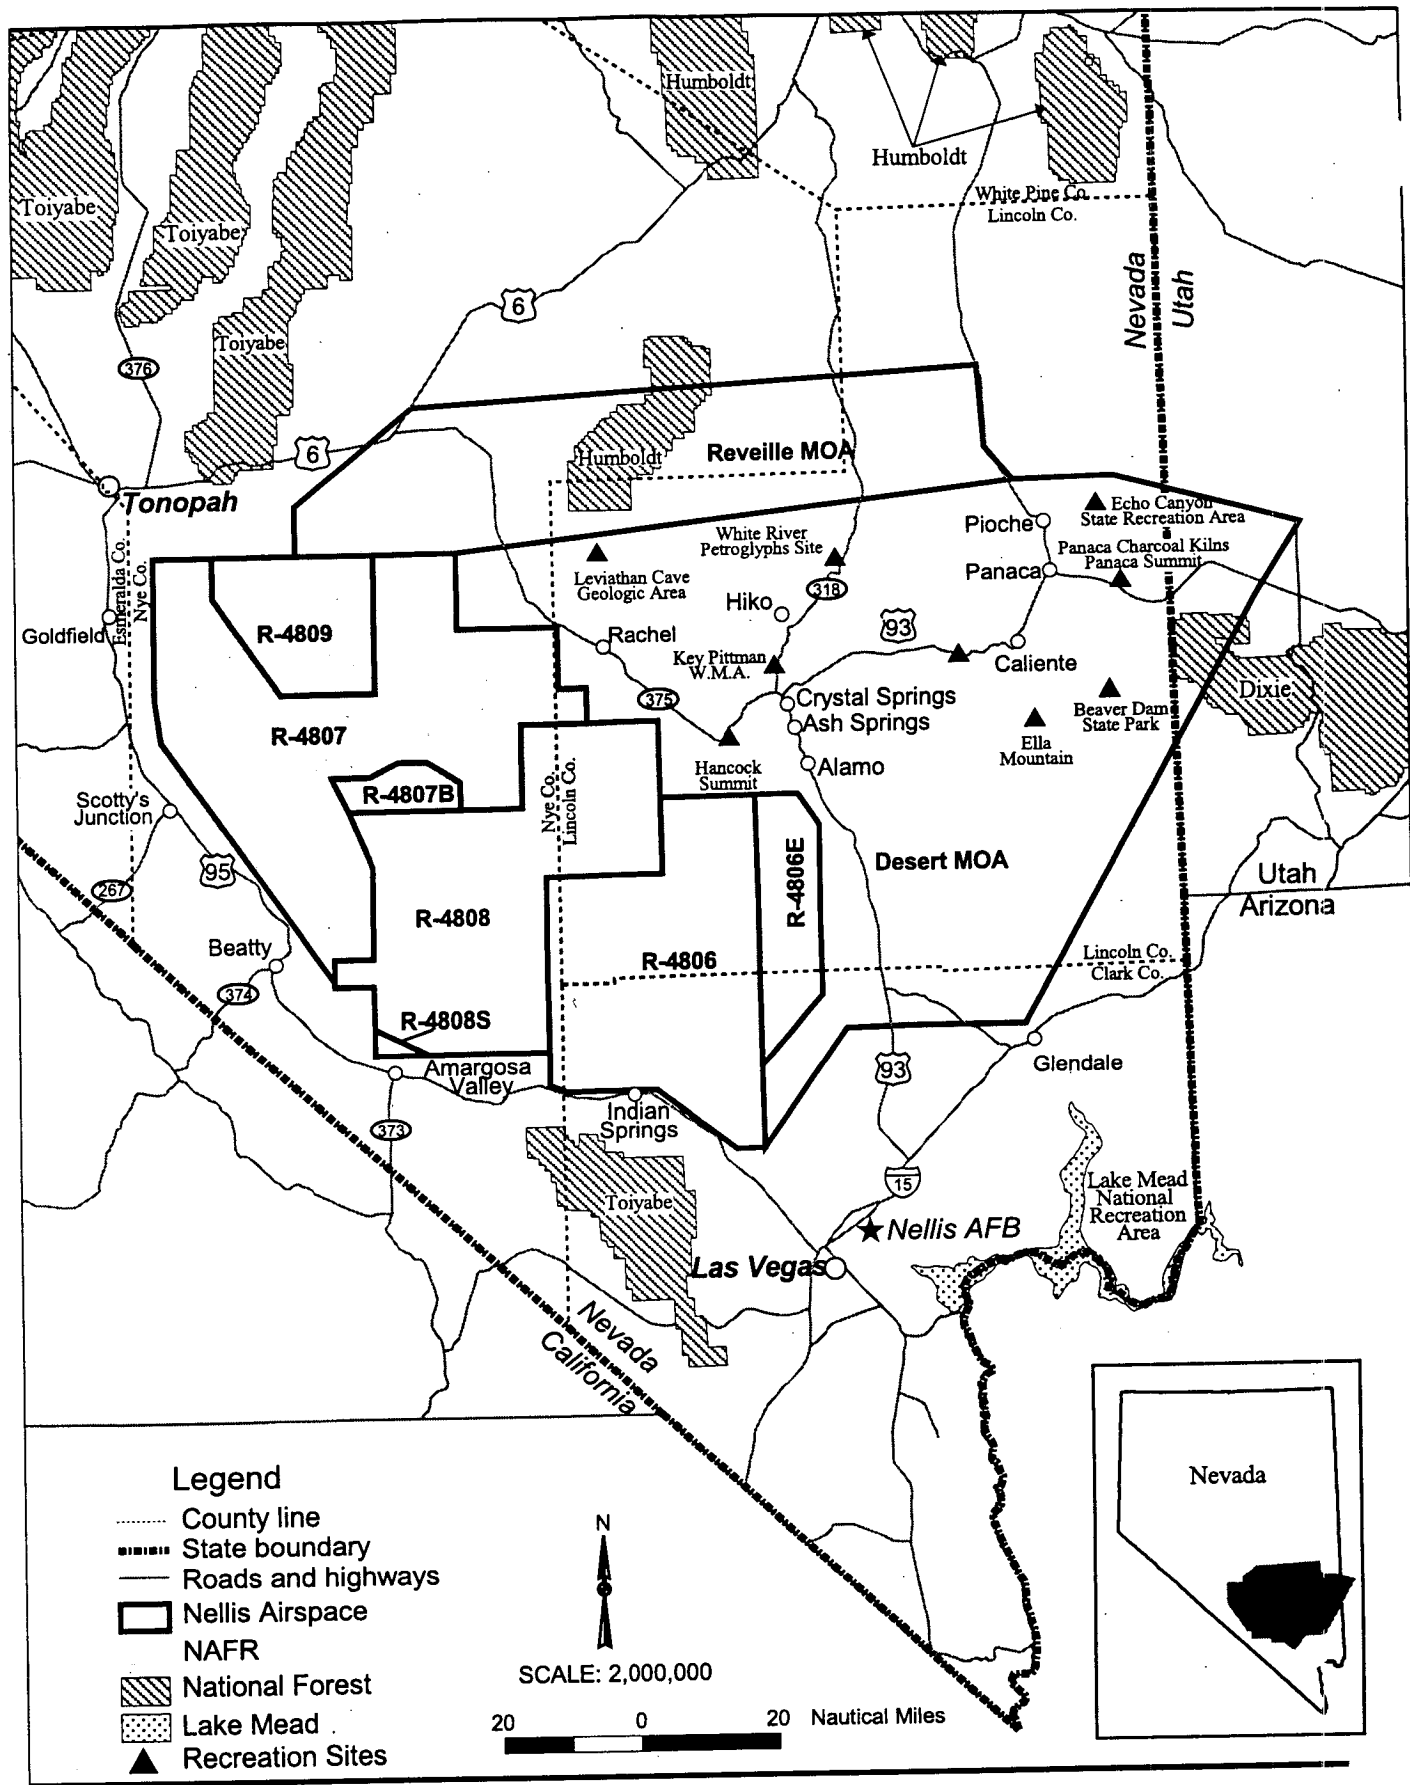 Humboldt
Humboldt
White Pine Co.
Lincoln Co.
Toiyabe
Toiyabe
Nevada
Utah
6
Toiyabe
376
6
Humboldt
Reveille MOA
Tonopah
Echo Canyon
State Recreation Area
Pioche
White River
Petroglyphs Site
Panaca Charcoal Kilns
Panaca Summit
Panaca
Leviathan Cave
Geologic Area
318
Hiko
Esmeralda Co.
Nye Co.
Goldfield
R-4809
Rachel
93
Key Pittman
W.M.A.
Caliente
375
Crystal Springs
Ash Springs
Dixie
Beaver Dam
State Park
R-4807
Ella
Mountain
Hancock
Summit
Alamo
R-4807B
Scotty's
Junction
Nye Co.
Lincoln Co.
95
267
Desert MOA
R-4806E
Utah
Arizona
R-4808
Beatty
R-4806
Lincoln Co.
Clark Co.
374
R-4808S
Amargosa
Valley
93
Glendale
Indian
Springs
373
15
Lake Mead
National
Recreation
Area
Toiyabe
Nellis AFB
Las Vegas
Nevada
California
Legend
County line
State boundary
Roads and highways
Nellis Airspace
NAFR
National Forest
Lake Mead
Recreation Sites
N
SCALE: 2,000,000
20 0 20 Nautical Miles
Nevada